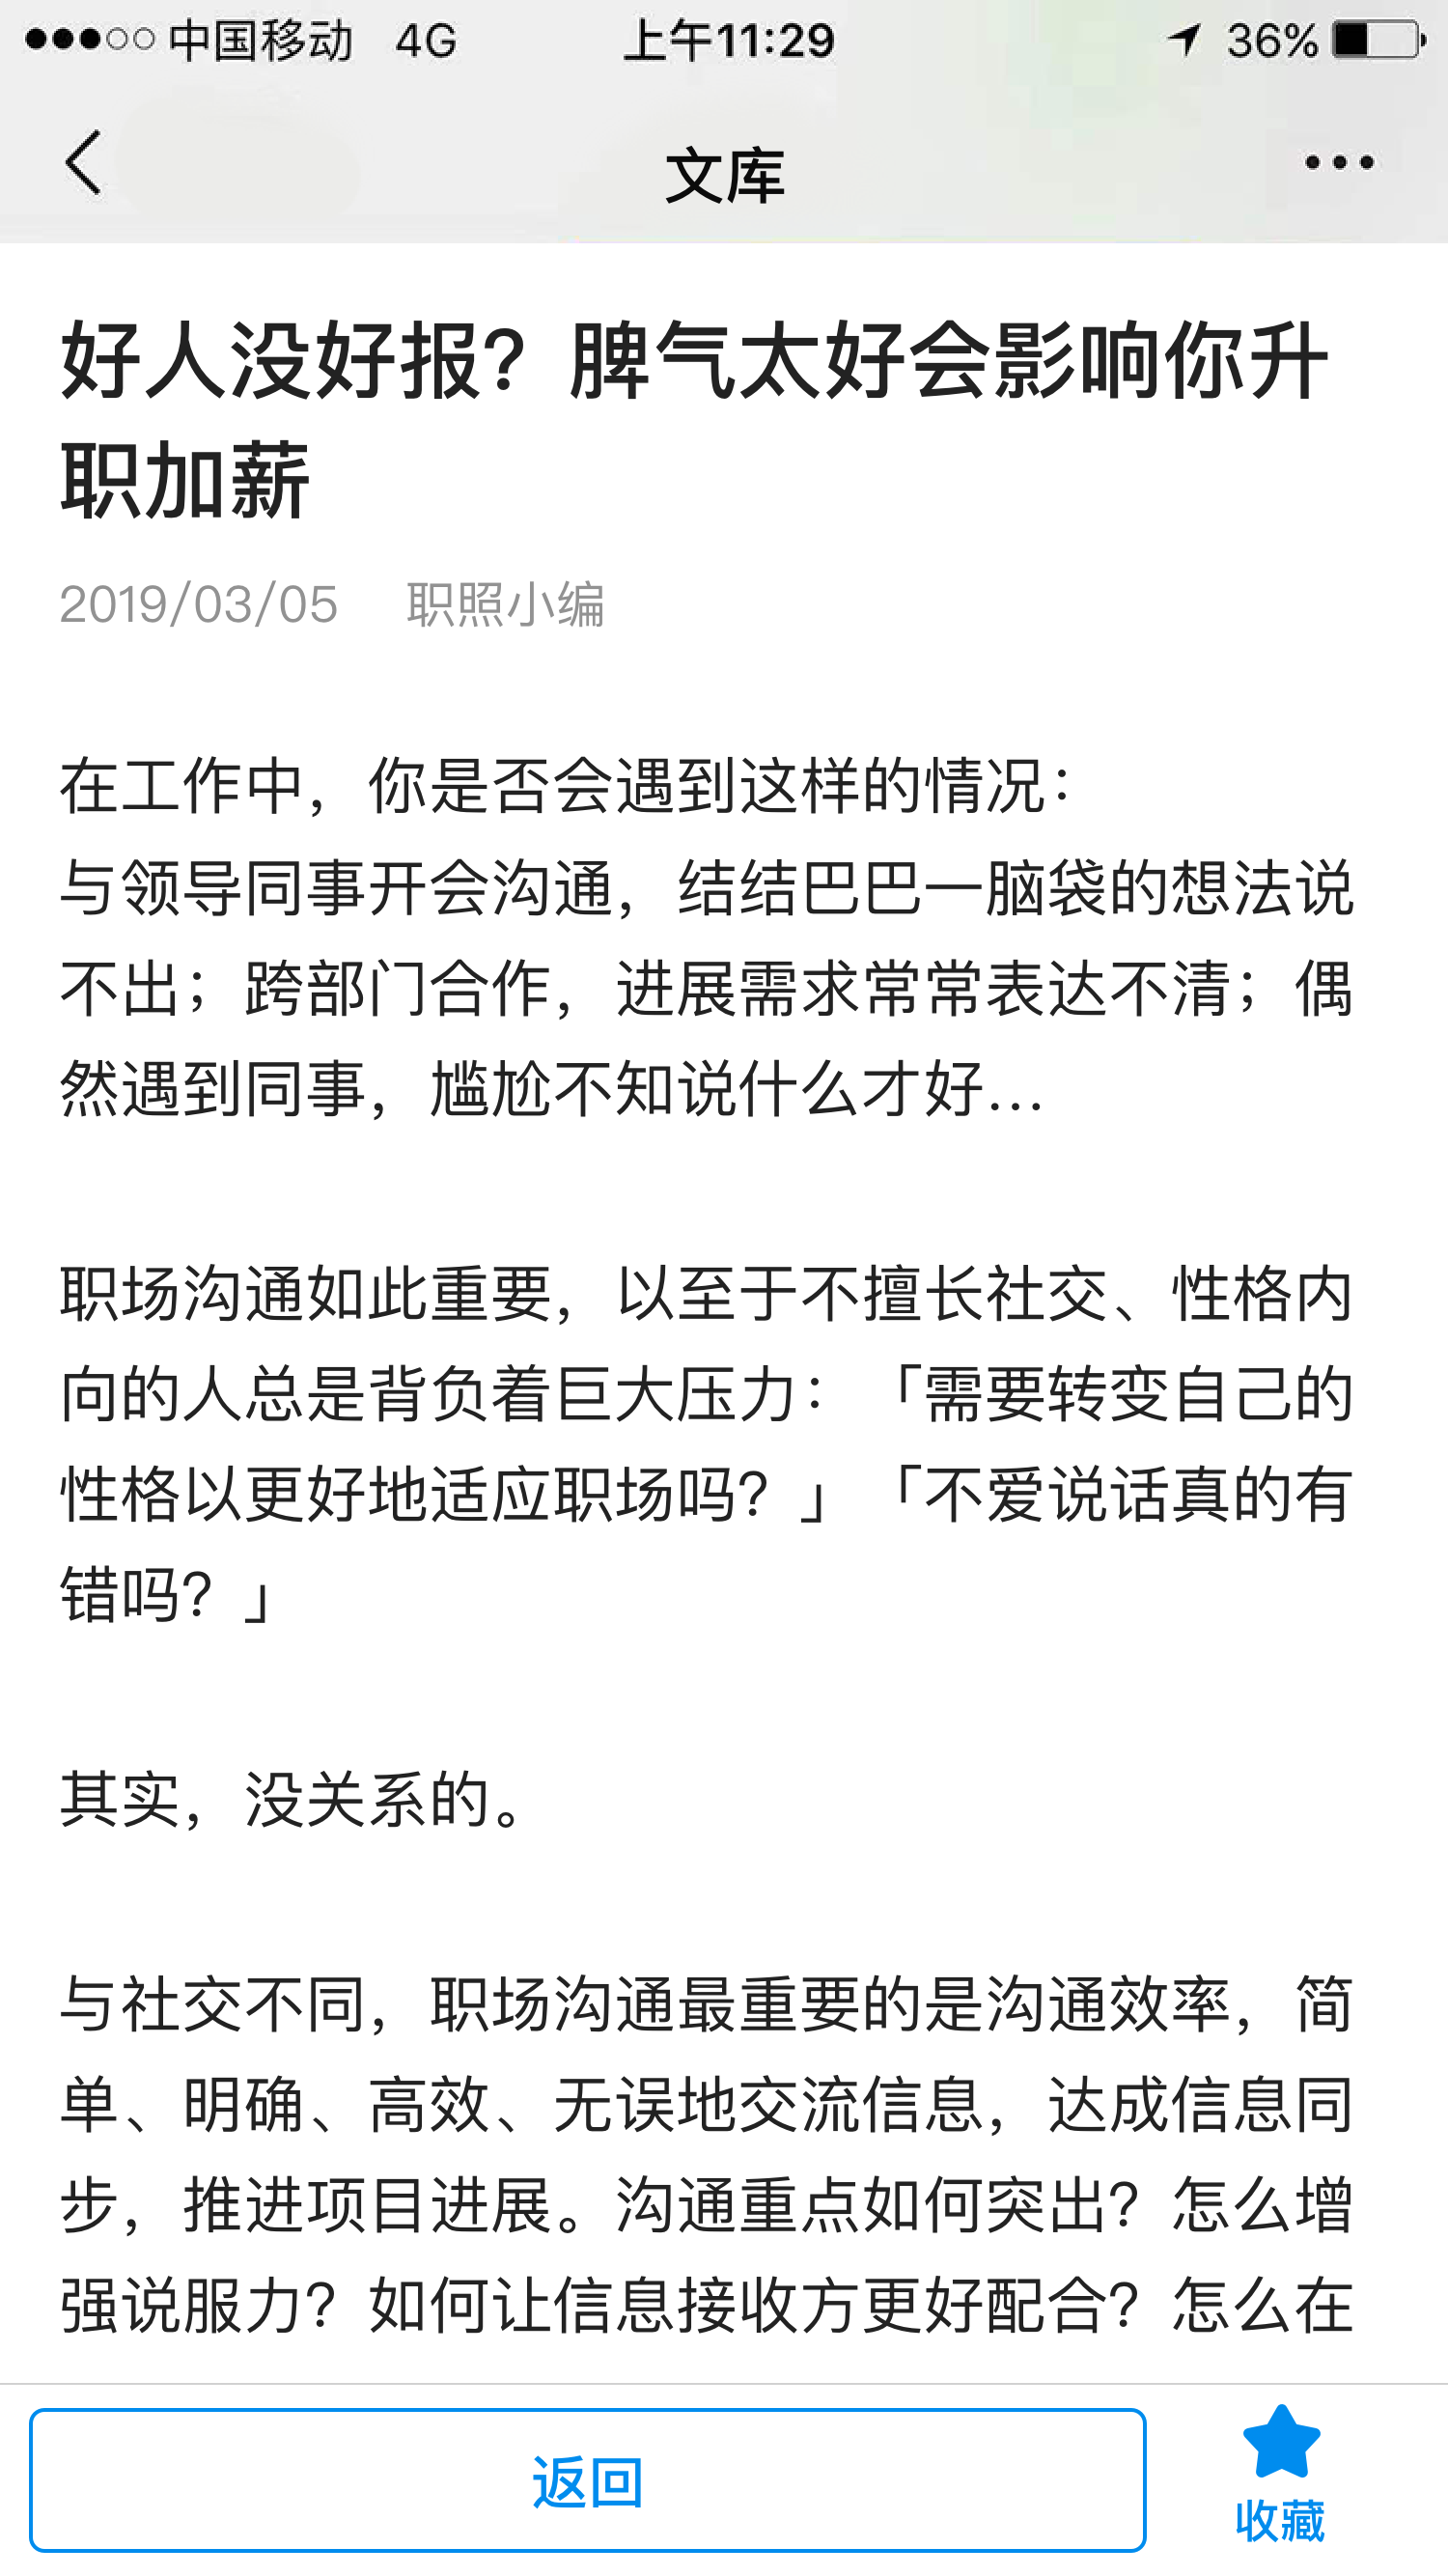 中国移动 4G 上午11:29 36%
文库
好人没好报？脾气太好会影响你升
职加薪
2019/03/05 职照小编
在工作中，你是否会遇到这样的情况：
与领导同事开会沟通，结结巴巴一脑袋的想法说
不出；跨部门合作，进展需求常常表达不清；偶
然遇到同事，尴尬不知说什么才好...
职场沟通如此重要，以至于不擅长社交、性格内
向的人总是背负着巨大压力：「需要转变自己的
性格以更好地适应职场吗？」「不爱说话真的有
错吗？」
其实，没关系的。
与社交不同，职场沟通最重要的是沟通效率，简
单、明确、高效、无误地交流信息，达成信息同
步，推进项目进展。沟通重点如何突出？怎么增
强说服力？如何让信息接收方更好配合？怎么在
返回
收藏